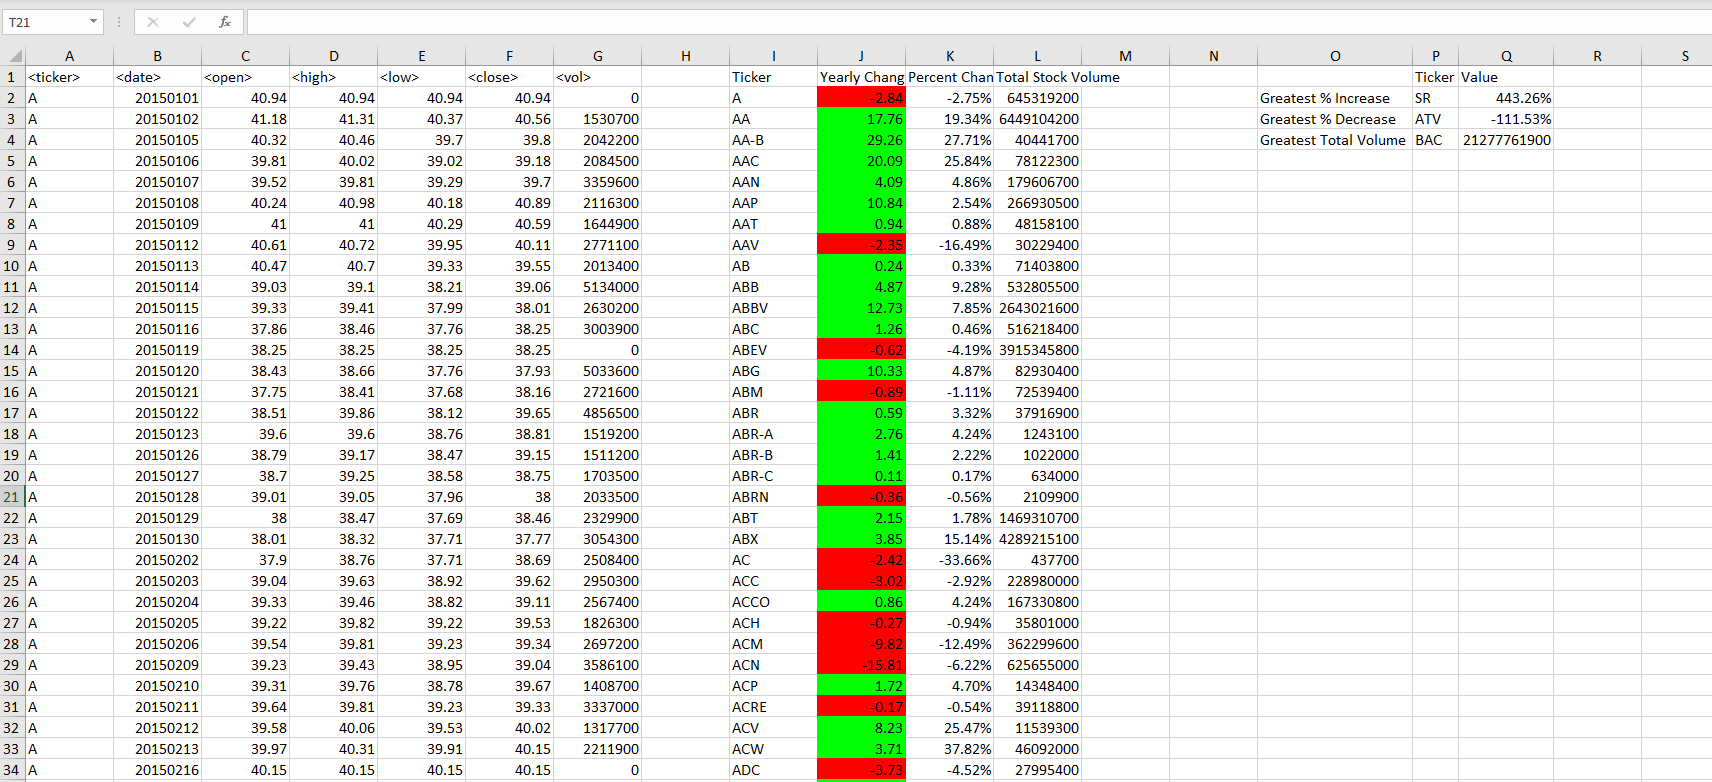 T21 fx
A B C D E F G H I J K L M N O P Q R S
1 <ticker> <date> <open> <high> <low> <close> <vol> Ticker Yearly Chang Percent Chan Total Stock Volume Ticker Value
2 A 20150101 40.94 40.94 40.94 40.94 0 A -2.84 -2.75% 645319200 Greatest % Increase SR 443.26%
3 A 20150102 41.18 41.31 40.37 40.56 1530700 AA 17.76 19.34% 6449104200 Greatest % Decrease ATV -111.53%
4 A 20150105 40.32 40.46 39.7 39.8 2042200 AA-B 29.26 27.71% 40441700 Greatest Total Volume BAC 21277761900
5 A 20150106 39.81 40.02 39.02 39.18 2084500 AAC 20.09 25.84% 78122300
6 A 20150107 39.52 39.81 39.29 39.7 3359600 AAN 4.09 4.86% 179606700
7 A 20150108 40.24 40.98 40.18 40.89 2116300 AAP 10.84 2.54% 266930500
8 A 20150109 41 41 40.29 40.59 1644900 AAT 0.94 0.88% 48158100
9 A 20150112 40.61 40.72 39.95 40.11 2771100 AAV -2.35 -16.49% 30229400
10 A 20150113 40.47 40.7 39.33 39.55 2013400 AB 0.24 0.33% 71403800
11 A 20150114 39.03 39.1 38.21 39.06 5134000 ABB 4.87 9.28% 532805500
12 A 20150115 39.33 39.41 37.99 38.01 2630200 ABBV 12.73 7.85% 2643021600
13 A 20150116 37.86 38.46 37.76 38.25 3003900 ABC 1.26 0.46% 516218400
14 A 20150119 38.25 38.25 38.25 38.25 0 ABEV -0.62 -4.19% 3915345800
15 A 20150120 38.43 38.66 37.76 37.93 5033600 ABG 10.33 4.87% 82930400
16 A 20150121 37.75 38.41 37.68 38.16 2721600 ABM -0.89 -1.11% 72539400
17 A 20150122 38.51 39.86 38.12 39.65 4856500 ABR 0.59 3.32% 37916900
18 A 20150123 39.6 39.6 38.76 38.81 1519200 ABR-A 2.76 4.24% 1243100
19 A 20150126 38.79 39.17 38.47 39.15 1511200 ABR-B 1.41 2.22% 1022000
20 A 20150127 38.7 39.25 38.58 38.75 1703500 ABR-C 0.11 0.17% 634000
21 A 20150128 39.01 39.05 37.96 38 2033500 ABRN -0.36 -0.56% 2109900
22 A 20150129 38 38.47 37.69 38.46 2329900 ABT 2.15 1.78% 1469310700
23 A 20150130 38.01 38.32 37.71 37.77 3054300 ABX 3.85 15.14% 4289215100
24 A 20150202 37.9 38.76 37.71 38.69 2508400 AC -2.42 -33.66% 437700
25 A 20150203 39.04 39.63 38.92 39.62 2950300 ACC -3.02 -2.92% 228980000
26 A 20150204 39.33 39.46 38.82 39.11 2567400 ACCO 0.86 4.24% 167330800
27 A 20150205 39.22 39.82 39.22 39.53 1826300 ACH -0.27 -0.94% 35801000
28 A 20150206 39.54 39.81 39.23 39.34 2697200 ACM -9.82 -12.49% 362299600
29 A 20150209 39.23 39.43 38.95 39.04 3586100 ACN -15.81 -6.22% 625655000
30 A 20150210 39.31 39.76 38.78 39.67 1408700 ACP 1.72 4.70% 14348400
31 A 20150211 39.64 39.81 39.23 39.33 3337000 ACRE -0.17 -0.54% 39118800
32 A 20150212 39.58 40.06 39.53 40.02 1317700 ACV 8.23 25.47% 11539300
33 A 20150213 39.97 40.31 39.91 40.15 2211900 ACW 3.71 37.82% 46092000
34 A 20150216 40.15 40.15 40.15 40.15 0 ADC -3.73 -4.52% 27995400